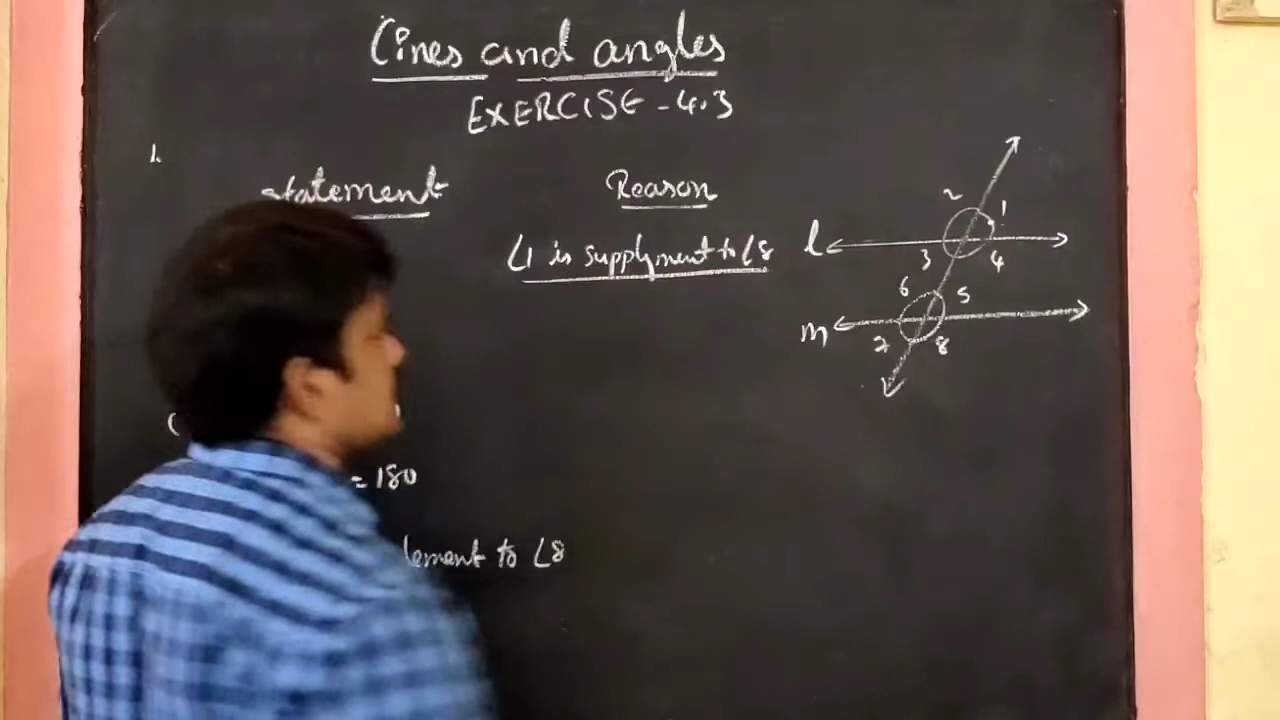 Lines and angles
EXERCISE - 4.3
1.
statement
Reason
∠1 is supplyment to ∠8
= 180
lement to ∠8
2 1
l
3 4
6 5
m
7 8